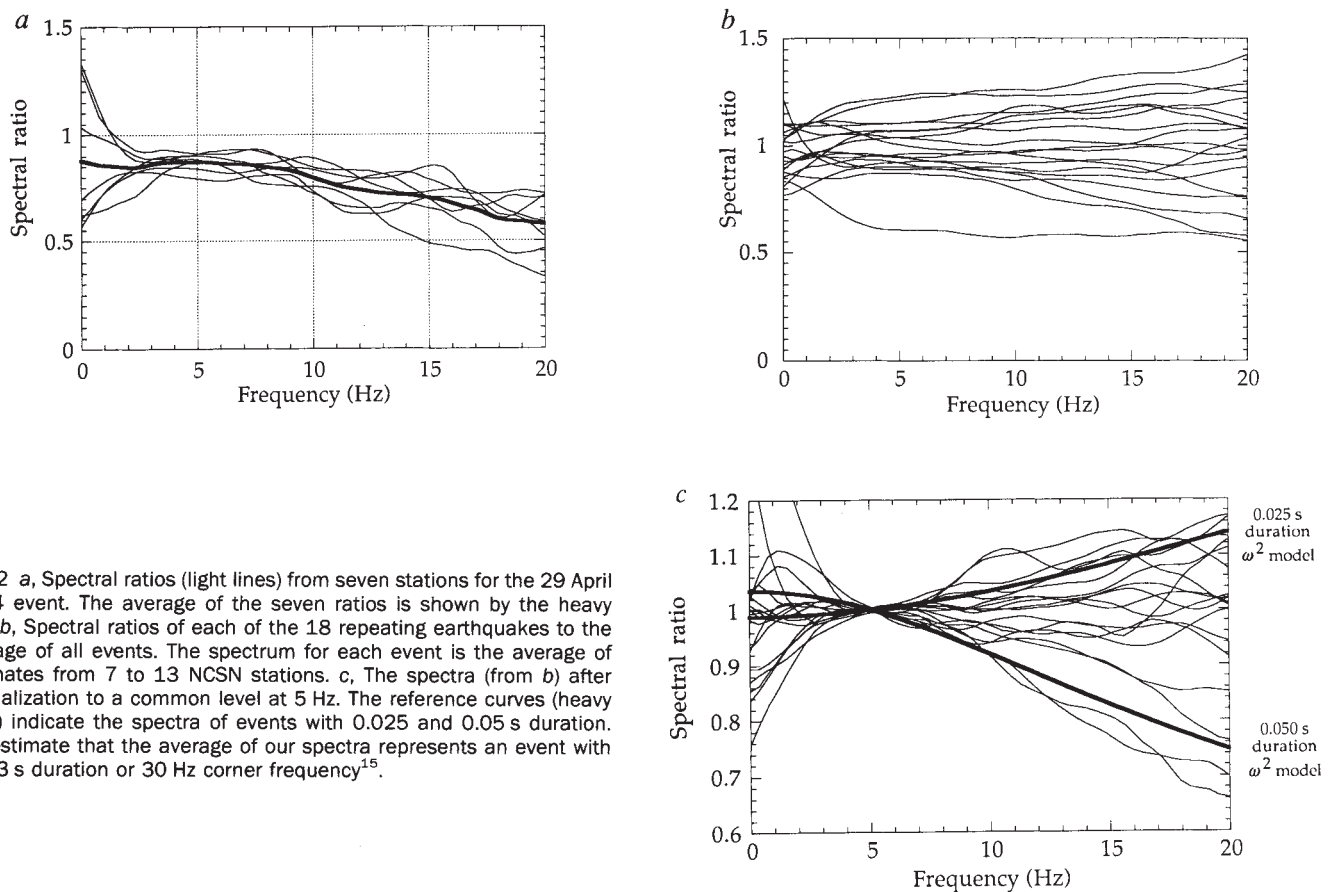 a
1.5
1
0.5
0
Spectral ratio
0 5 10 15 20
Frequency (Hz)
b
1.5
1
0.5
0
Spectral ratio
0 5 10 15 20
Frequency (Hz)
2 a, Spectral ratios (light lines) from seven stations for the 29 April
event. The average of the seven ratios is shown by the heavy
b, Spectral ratios of each of the 18 repeating earthquakes to the
age of all events. The spectrum for each event is the average of
nates from 7 to 13 NCSN stations. c, The spectra (from b) after
alization to a common level at 5 Hz. The reference curves (heavy
) indicate the spectra of events with 0.025 and 0.05 s duration.
stimate that the average of our spectra represents an event with
3 s duration or 30 Hz corner frequency¹⁵.
c
1.2
1.1
1
0.9
0.8
0.7
0.6
Spectral ratio
0 5 10 15 20
Frequency (Hz)
0.025 s
duration
ω² model
0.050 s
duration
ω² model